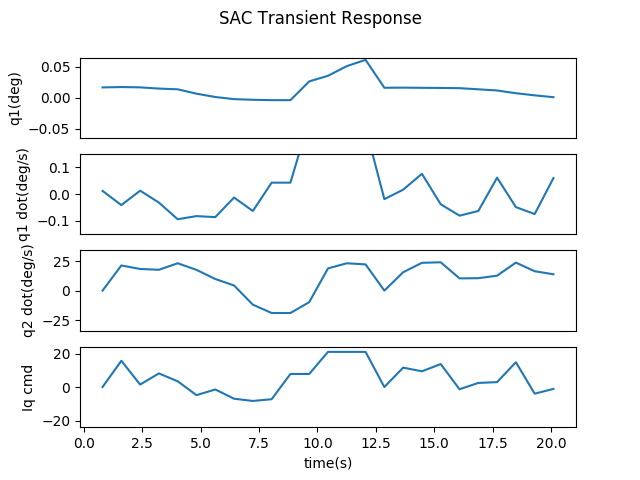 SAC Transient Response
q1(deg)
0.05
0.00
−0.05
q1 dot(deg/s)
0.1
0.0
−0.1
q2 dot(deg/s)
25
0
−25
Iq cmd
20
0
−20
0.0 2.5 5.0 7.5 10.0 12.5 15.0 17.5 20.0
time(s)